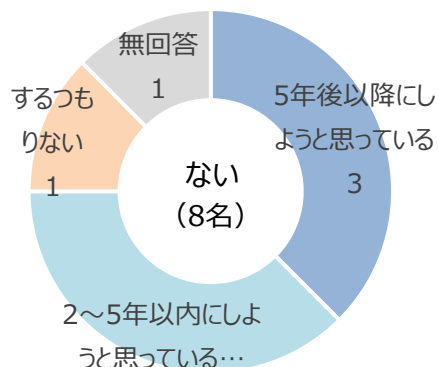 無回答
1
5年後以降にし
ようと思っている
3
するつも
りない
1
ない
（8名）
2～5年以内にしよ
うと思っている…